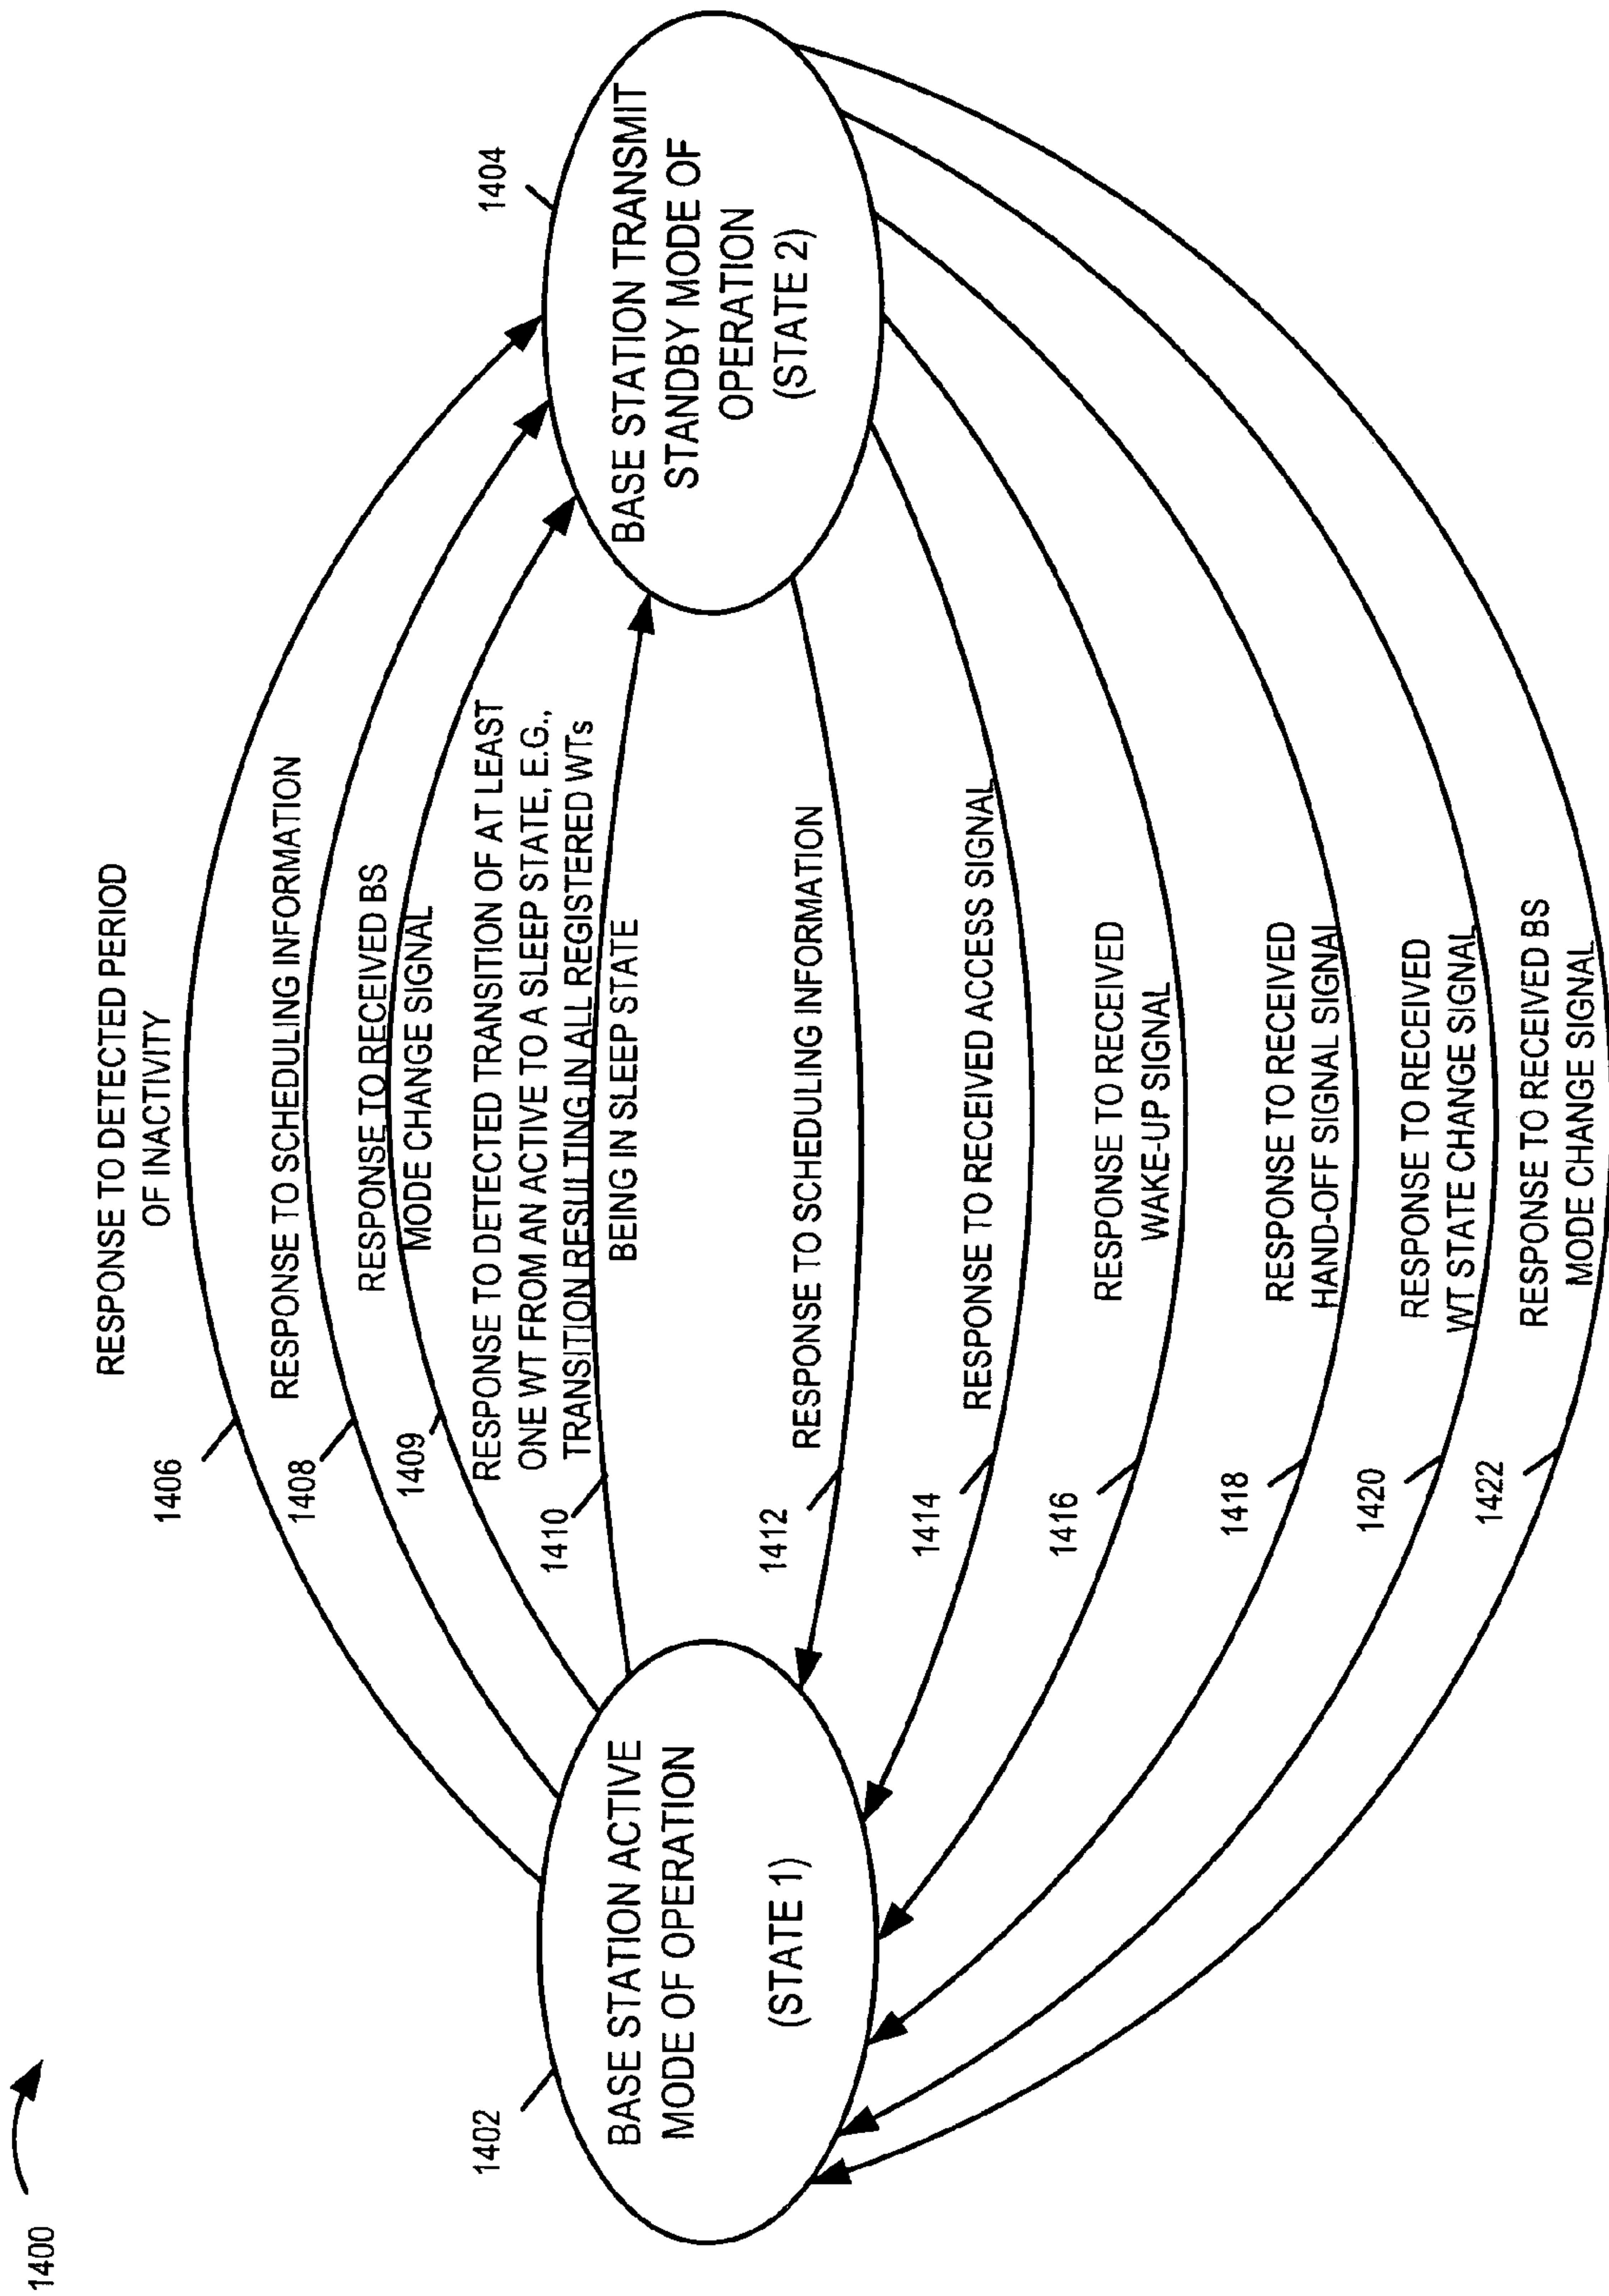 1400
RESPONSE TO DETECTED PERIOD
OF INACTIVITY
1406
RESPONSE TO SCHEDULING INFORMATION
1408
RESPONSE TO RECEIVED BS
MODE CHANGE SIGNAL
1409
RESPONSE TO DETECTED TRANSITION OF AT LEAST
ONE WT FROM AN ACTIVE TO A SLEEP STATE, E.G.,
TRANSITION RESULTING IN ALL REGISTERED WTs
BEING IN SLEEP STATE
1410
1402
BASE STATION ACTIVE
MODE OF OPERATION
(STATE 1)
1404
BASE STATION TRANSMIT
STANDBY MODE OF
OPERATION
(STATE 2)
RESPONSE TO SCHEDULING INFORMATION
1412
RESPONSE TO RECEIVED ACCESS SIGNAL
1414
RESPONSE TO RECEIVED
WAKE-UP SIGNAL
1416
RESPONSE TO RECEIVED
HAND-OFF SIGNAL SIGNAL
1418
RESPONSE TO RECEIVED
WT STATE CHANGE SIGNAL
1420
RESPONSE TO RECEIVED BS
MODE CHANGE SIGNAL
1422